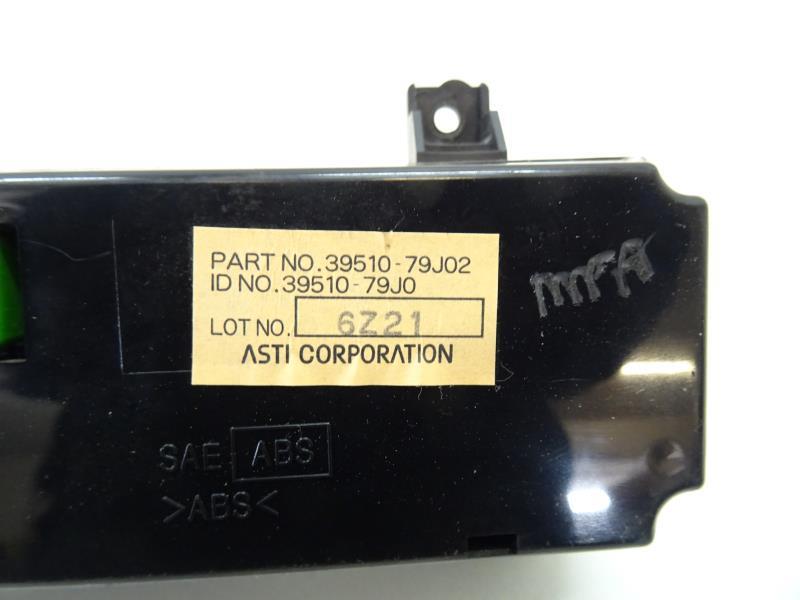 PART NO.39510-79J02
ID NO.39510-79J0
LOT NO. 6Z21
ASTI CORPORATION
SAE ABS
>ABS<